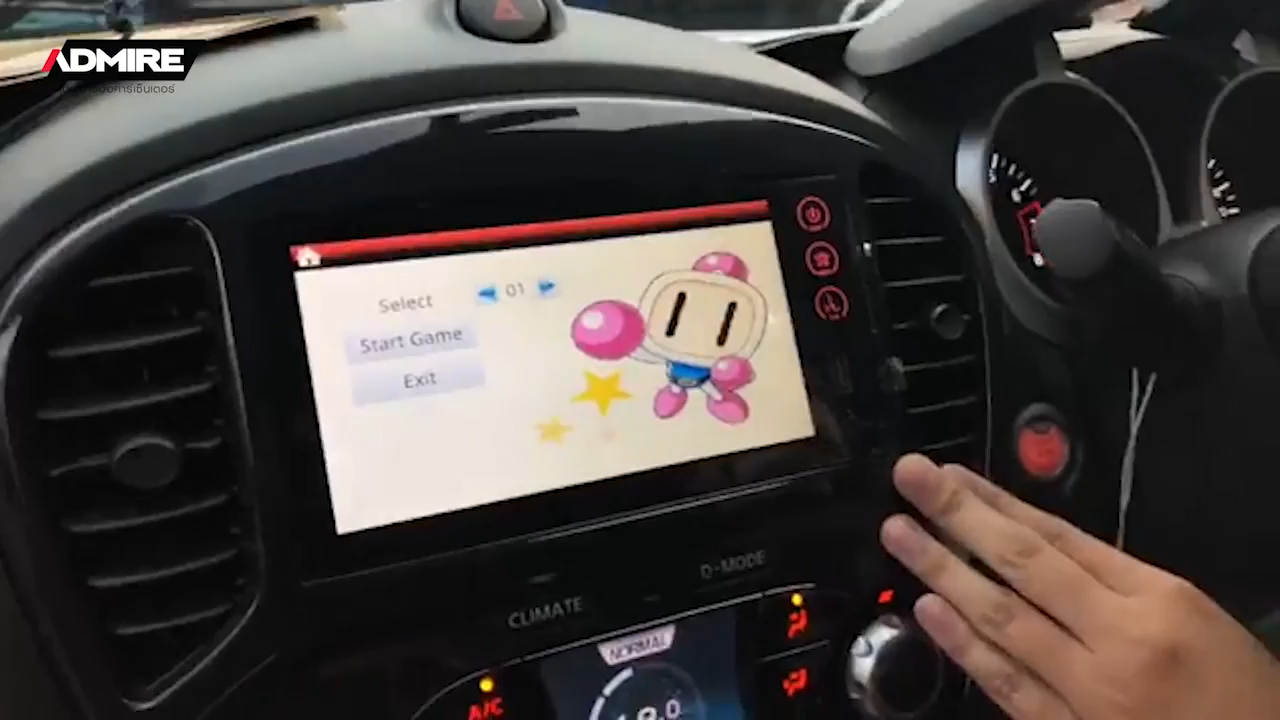 ADMIRE
Select 01
Start Game
Exit
D-MODE
CLIMATE
NORMAL
A/C